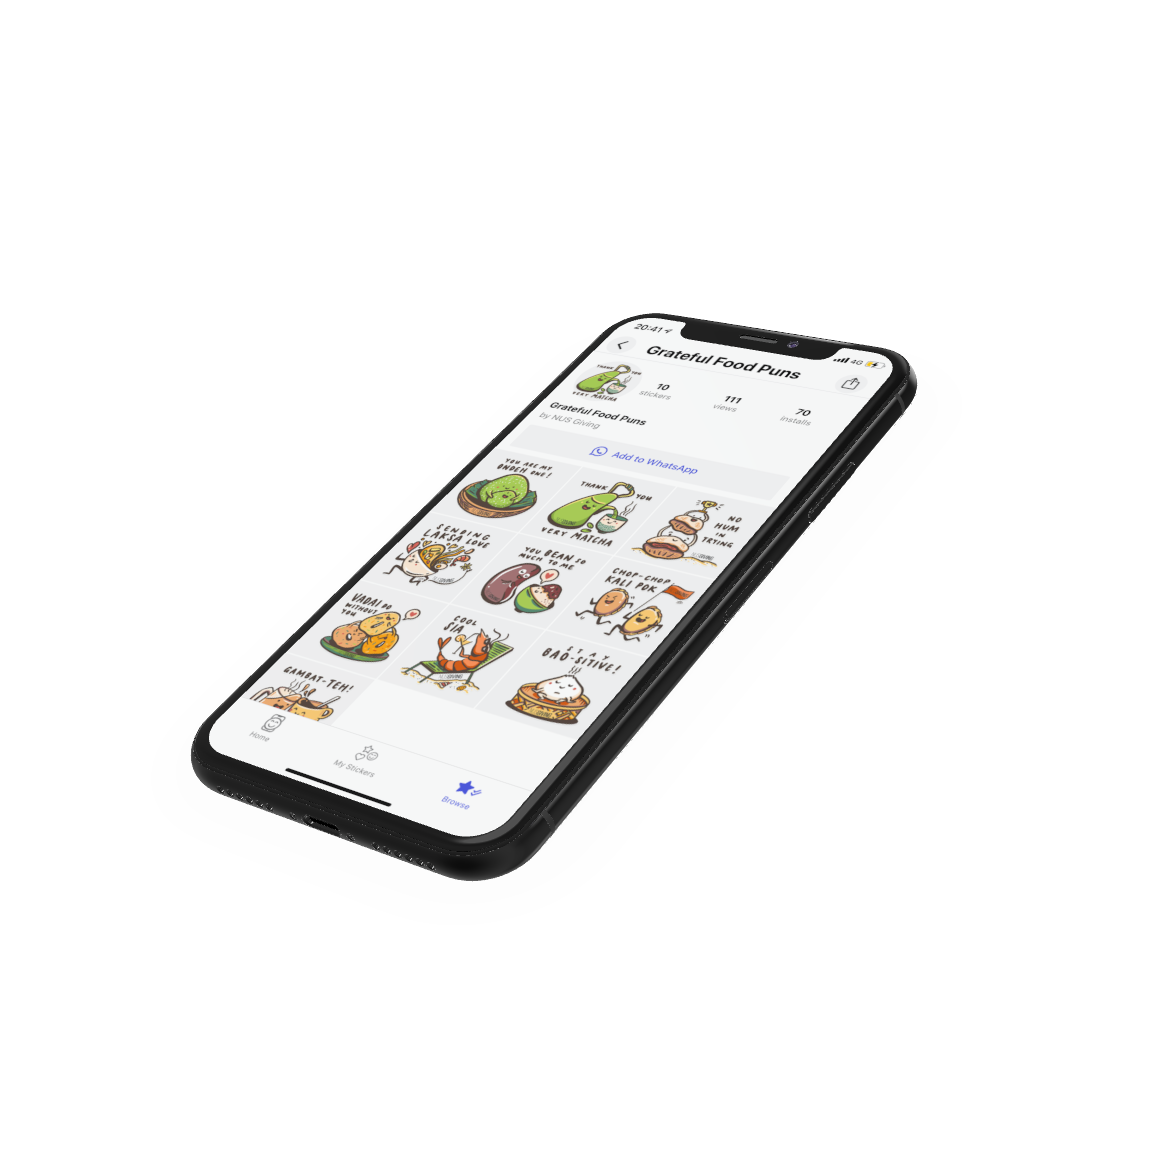 20:41
4G
Grateful Food Puns
THANK YOU
VERY MATCHA
10
stickers
111
views
70
installs
Grateful Food Puns
by NUS Giving
Add to WhatsApp
YOU ARE MY
ONDEH ONE!
THANK YOU
VERY MATCHA
NO
HUM
IN
TRYING
SENDING
LAKSA LOVE
YOU BEAN SO
MUCH TO ME
CHOP-CHOP
KALI POK
VADAI DO
WITHOUT
YOU
COOL
SIA
STAY
BAO-SITIVE!
GAMBAT-TEH!
Home
My Stickers
Browse